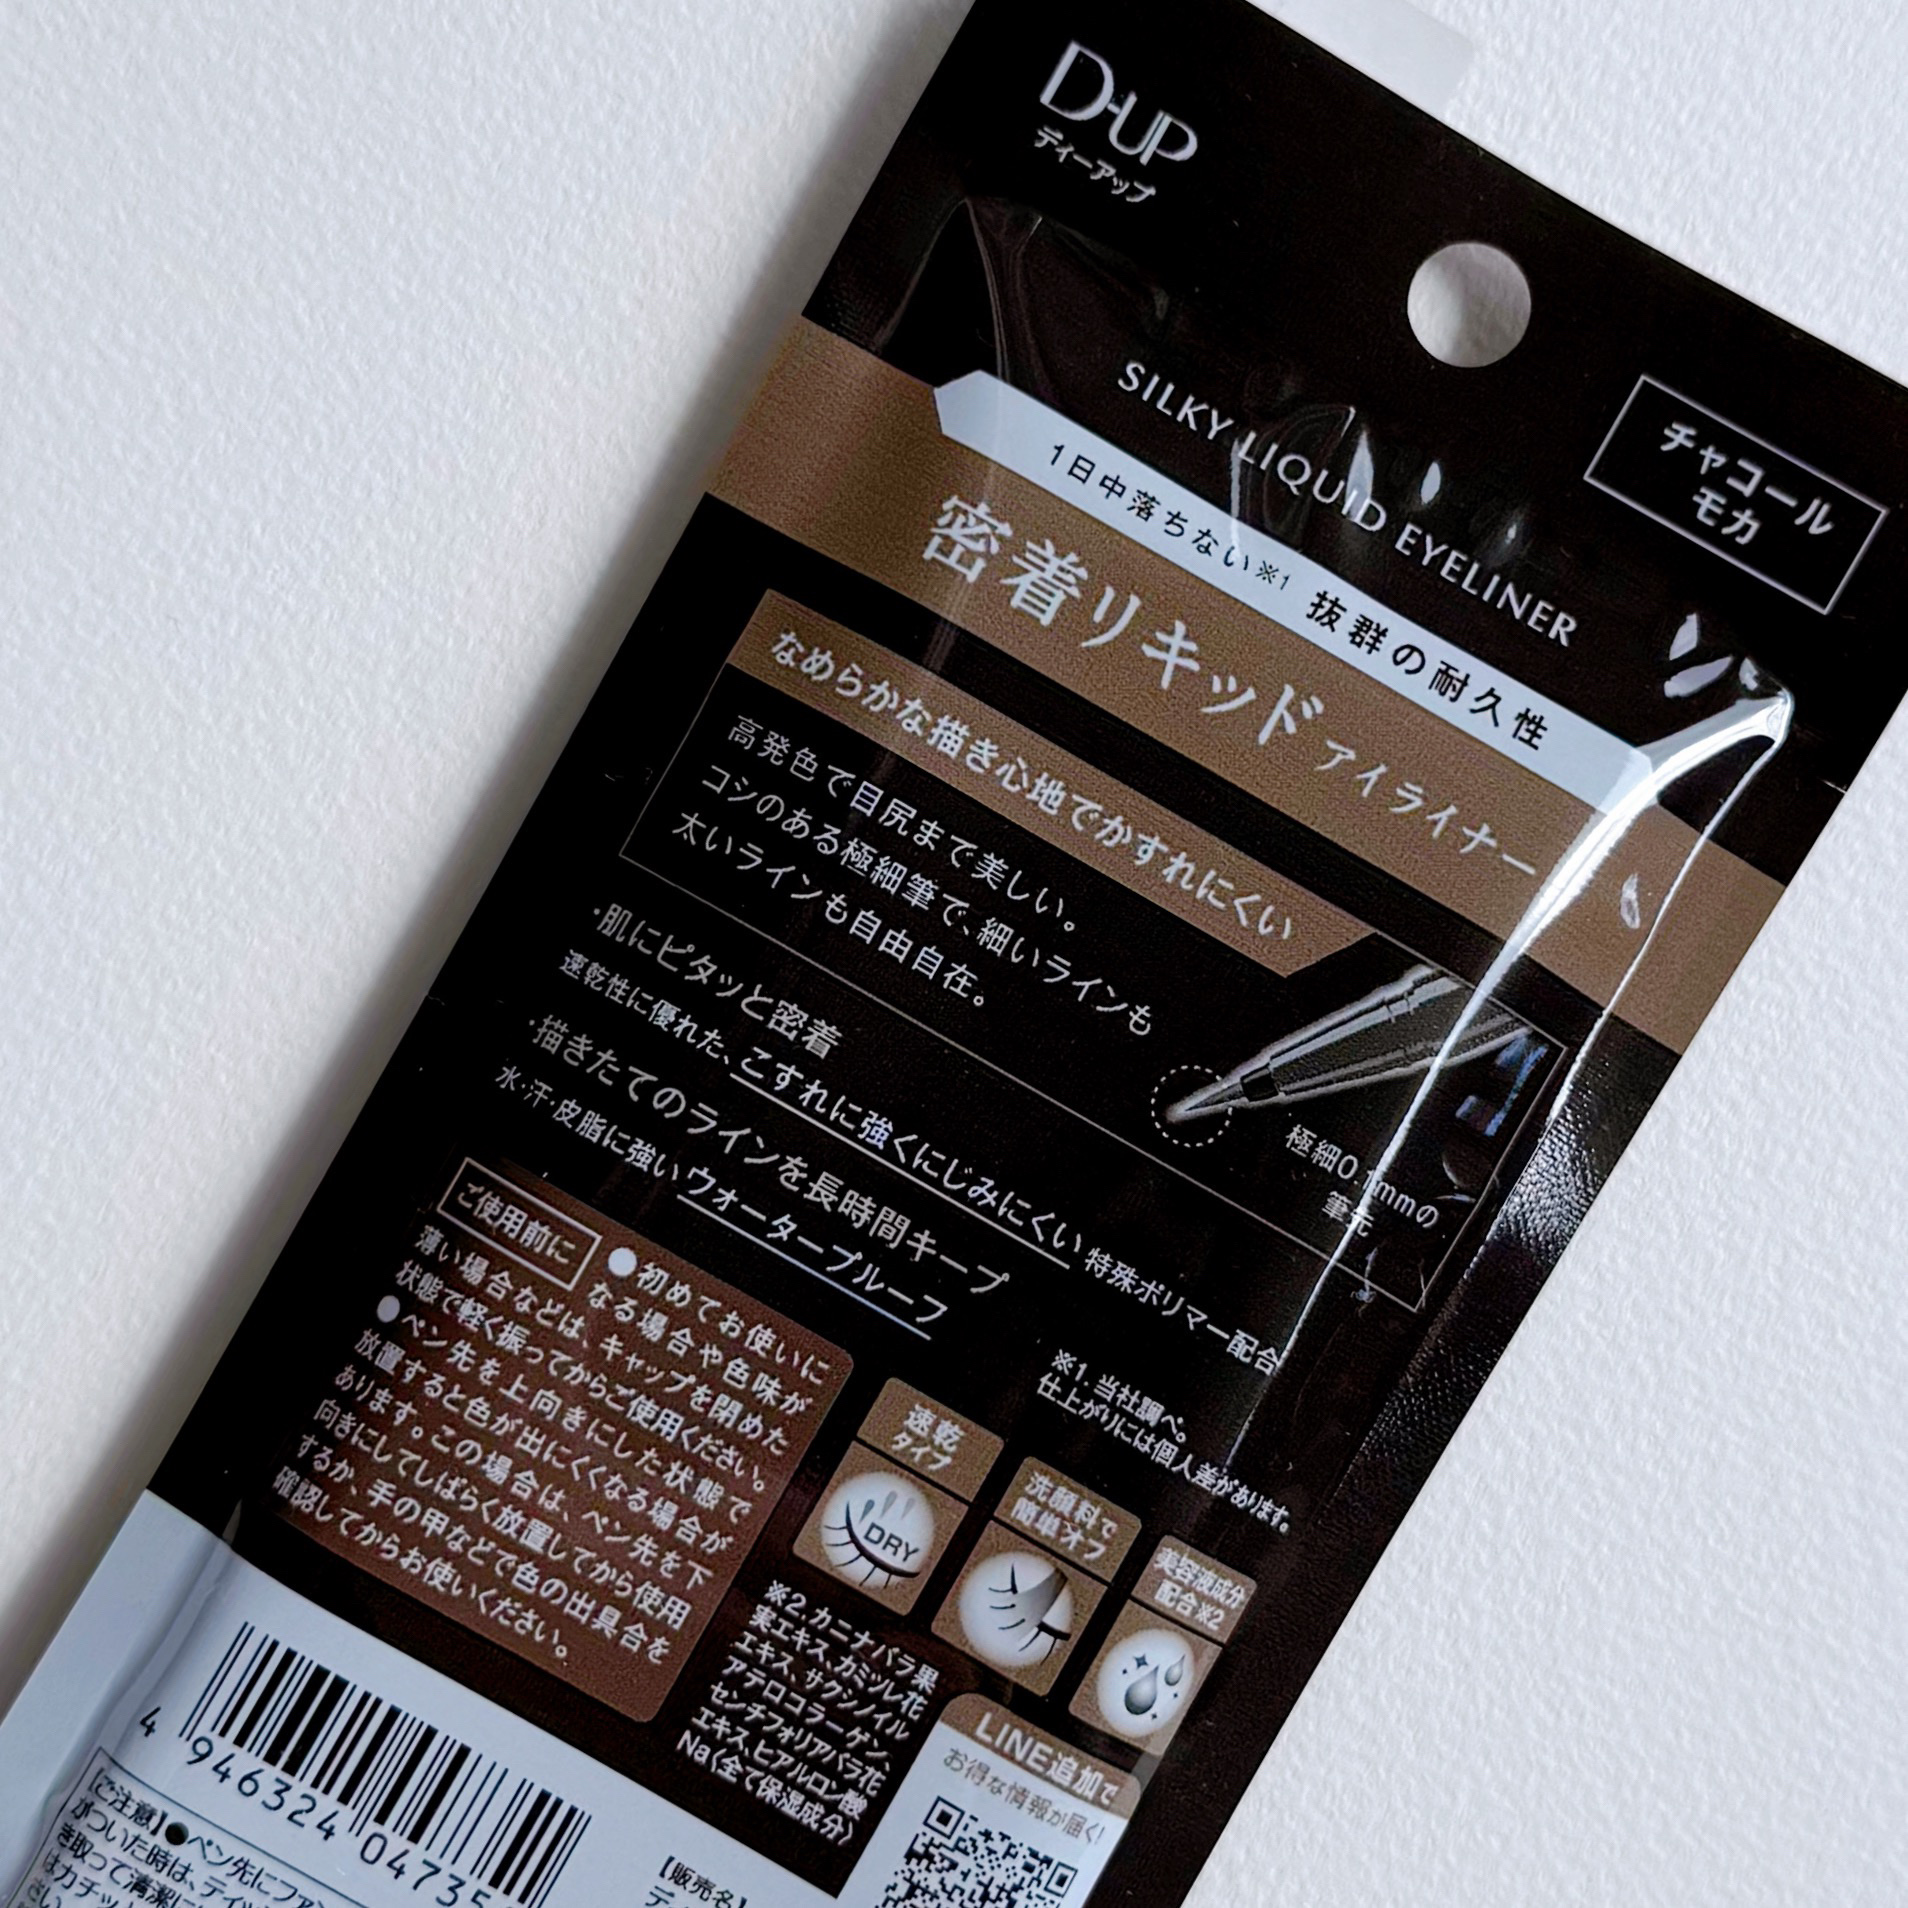 D-UP
ディーアップ
SILKY LIQUID EYELINER
チャコール
モカ
1日中落ちない※1 抜群の耐久性
密着リキッド アイライナー
なめらかな描き心地でかすれにくい
高発色で目尻まで美しい。
コシのある極細筆で、細いラインも
太いラインも自由自在。
極細0.1mmの
筆先
・肌にピタッと密着
速乾性に優れた、こすれに強くにじみにくい 特殊ポリマー配合
・描きたてのラインを長時間キープ
水・汗・皮脂に強いウォータープルーフ
※1.当社調べ。
仕上がりには個人差があります。
ご使用前に
●初めてお使いに
なる場合や色味が
薄い場合などは、キャップを閉めた
状態で軽く振ってからご使用ください。
●ペン先を上向きにした状態で
放置すると色が出にくくなる場合が
あります。この場合は、ペン先を下
向きにしてしばらく放置してから使用
するか、手の甲などで色の出具合を
確認してからお使いください。
速乾
タイプ
DRY
洗顔料で
簡単オフ
美容液成分
配合※2
※2.カニナバラ果
実エキス、カミツレ花
エキス、サクシノイル
アテロコラーゲン、
センチフォリアバラ花
エキス、ヒアルロン酸
Na〈全て保湿成分〉
LINE追加で
お得な情報が届く!
4 946324 04735
【販売名】
ディ
【ご注意】●ペン先にファン
がついた時は、ティッ
き取って清潔に
はカチッ
さい